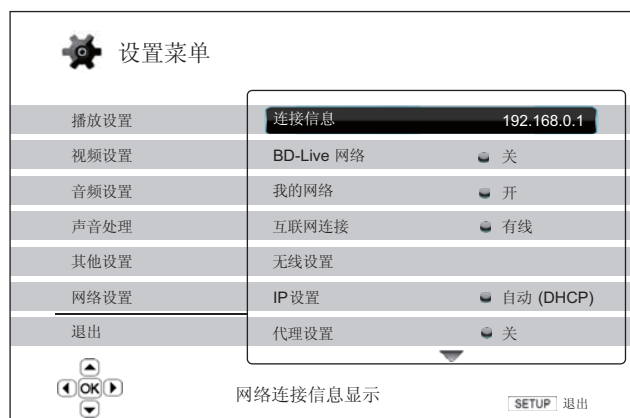 设置菜单
播放设置
视频设置
音频设置
声音处理
其他设置
网络设置
退出
连接信息 192.168.0.1
BD-Live 网络 关
我的网络 开
互联网连接 有线
无线设置
IP设置 自动 (DHCP)
代理设置 关
OK
网络连接信息显示
SETUP 退出